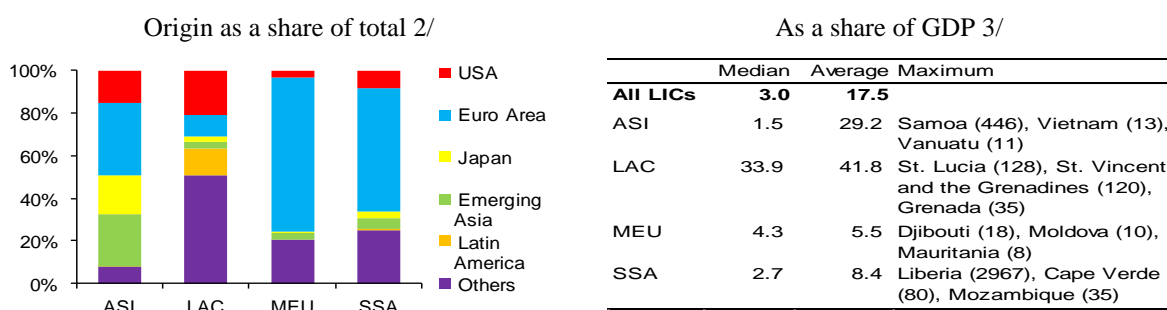 Origin as a share of total 2/
100%
80%
60%
40%
20%
0%
ASI LAC MEU SSA
USA
Euro Area
Japan
Emerging
Asia
Latin
America
Others
As a share of GDP 3/
Median Average Maximum
All LICs 3.0 17.5
ASI 1.5 29.2 Samoa (446), Vietnam (13),
Vanuatu (11)
LAC 33.9 41.8 St. Lucia (128), St. Vincent
and the Grenadines (120),
Grenada (35)
MEU 4.3 5.5 Djibouti (18), Moldova (10),
Mauritania (8)
SSA 2.7 8.4 Liberia (2967), Cape Verde
(80), Mozambique (35)